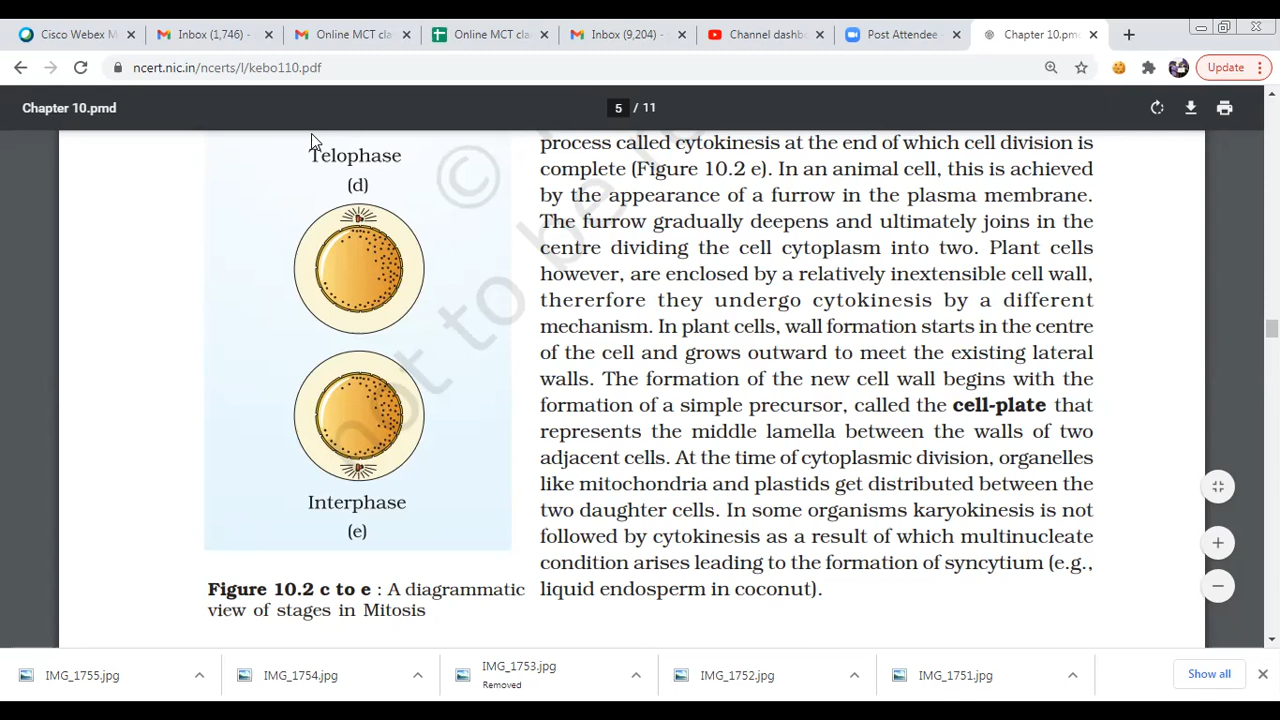 Cisco Webex M
Inbox (1,746) -
Online MCT cla
Online MCT cla
Inbox (9,204) -
Channel dashb
Post Attendee -
Chapter 10.pmd
ncert.nic.in/ncerts/l/kebo110.pdf
Update
Chapter 10.pmd
5 / 11
Telophase
(d)
Interphase
(e)
Figure 10.2 c to e : A diagrammatic
view of stages in Mitosis
process called cytokinesis at the end of which cell division is
complete (Figure 10.2 e). In an animal cell, this is achieved
by the appearance of a furrow in the plasma membrane.
The furrow gradually deepens and ultimately joins in the
centre dividing the cell cytoplasm into two. Plant cells
however, are enclosed by a relatively inextensible cell wall,
thererfore they undergo cytokinesis by a different
mechanism. In plant cells, wall formation starts in the centre
of the cell and grows outward to meet the existing lateral
walls. The formation of the new cell wall begins with the
formation of a simple precursor, called the cell-plate that
represents the middle lamella between the walls of two
adjacent cells. At the time of cytoplasmic division, organelles
like mitochondria and plastids get distributed between the
two daughter cells. In some organisms karyokinesis is not
followed by cytokinesis as a result of which multinucleate
condition arises leading to the formation of syncytium (e.g.,
liquid endosperm in coconut).
©
not to be re
IMG_1755.jpg
IMG_1754.jpg
IMG_1753.jpg
Removed
IMG_1752.jpg
IMG_1751.jpg
Show all